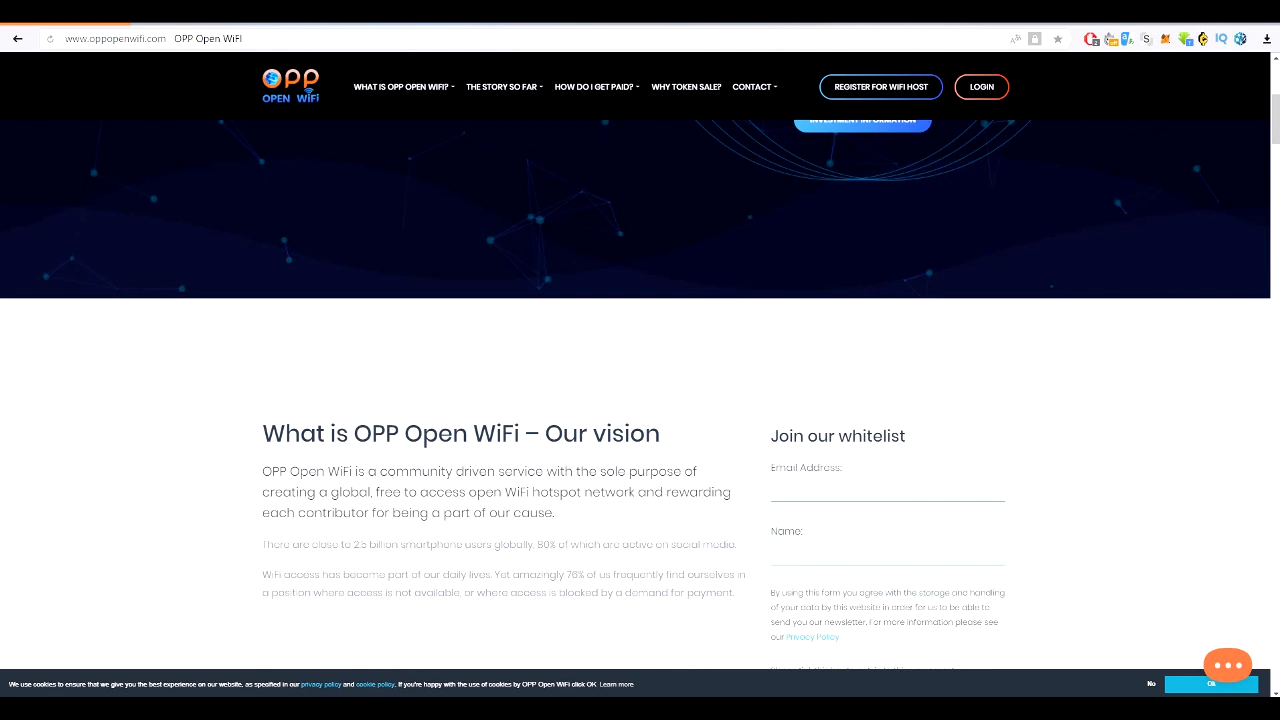 www.oppopenwifi.com OPP Open WiFi
OPP
OPEN WiFi
WHAT IS OPP OPEN WIFI?
THE STORY SO FAR
HOW DO I GET PAID?
WHY TOKEN SALE?
CONTACT
REGISTER FOR WIFI HOST
LOGIN
INVESTMENT INFORMATION
What is OPP Open WiFi – Our vision
OPP Open WiFi is a community driven service with the sole purpose of
creating a global, free to access open WiFi hotspot network and rewarding
each contributor for being a part of our cause.
There are close to 2.5 billion smartphone users globally, 80% of which are active on social media.
WiFi access has become part of our daily lives. Yet amazingly 76% of us frequently find ourselves in
a position where access is not available, or where access is blocked by a demand for payment.
Join our whitelist
Email Address:
Name:
By using this form you agree with the storage and handling
of your data by this website in order for us to be able to
send you our newsletter, For more information please see
our Privacy Policy
We use cookies to ensure that we give you the best experience on our website, as specified in our privacy policy and cookie policy. If you're happy with the use of cookies by OPP Open WiFi click OK Learn more
No
Ok